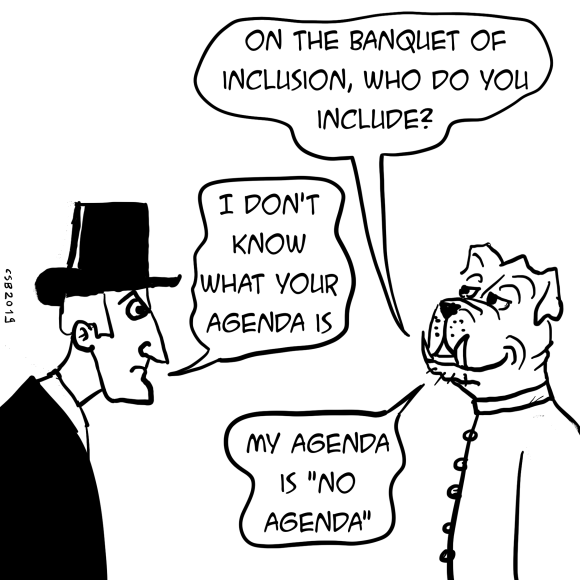 ON THE BANQUET OF
INCLUSION, WHO DO YOU
INCLUDE?
I DON'T
KNOW
WHAT YOUR
AGENDA IS
MY AGENDA
IS "NO
AGENDA"
CSB2019